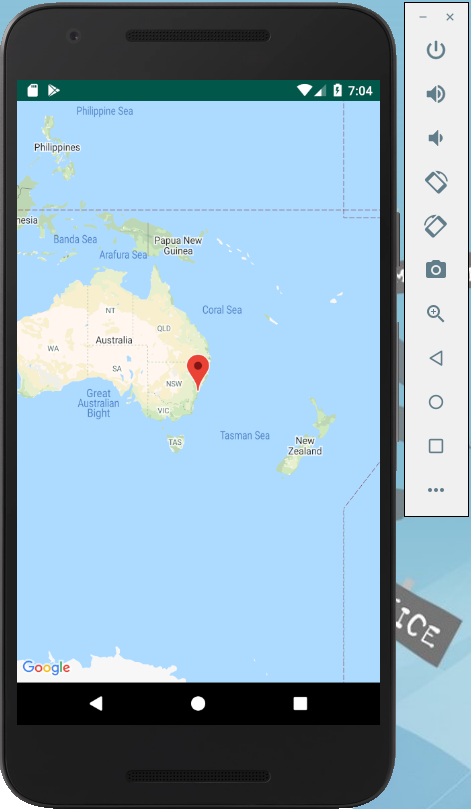 7:04
Philippine Sea
Philippines
nesia
Banda Sea
Papua New
Guinea
Arafura Sea
Coral Sea
NT
QLD
WA
Australia
SA
NSW
Great
Australian
Bight
VIC
TAS
Tasman Sea
New
Zealand
Google
ICE